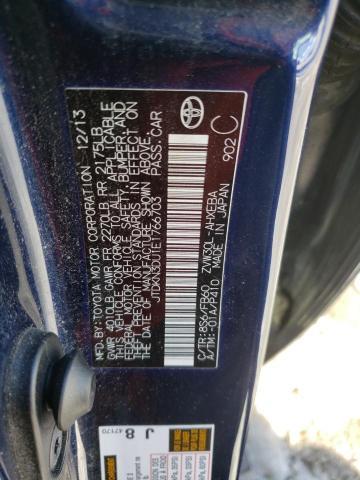 MFD. BY: TOYOTA MOTOR CORPORATION 12/13
GVWR 4010LB GAWR FR 2270LB RR 2175LB
THIS VEHICLE CONFORMS TO ALL APPLICABLE
FEDERAL MOTOR VEHICLE SAFETY, BUMPER, AND
THEFT PREVENTION STANDARDS IN EFFECT ON
THE DATE OF MANUFACTURE SHOWN ABOVE.
JTDKN3DU1E1766703 PASS. CAR
C/TR: 8S6/FB60 ZVW30L-AHXEBA
A/TM: -01A/P410 MADE IN JAPAN
902 C
J 8
47170